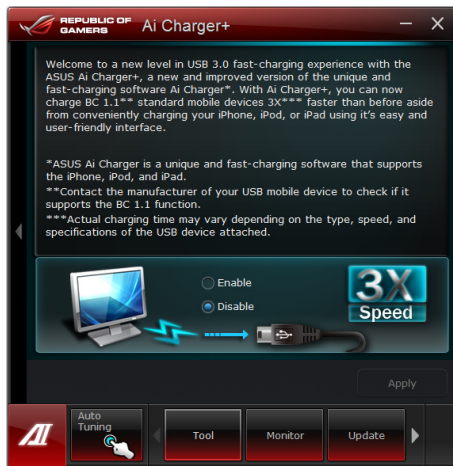 REPUBLIC OF
GAMERS
Ai Charger+
Welcome to a new level in USB 3.0 fast-charging experience with the
ASUS Ai Charger+, a new and improved version of the unique and
fast-charging software Ai Charger*. With Ai Charger+, you can now
charge BC 1.1** standard mobile devices 3X*** faster than before aside
from conveniently charging your iPhone, iPod, or iPad using it's easy and
user-friendly interface.
*ASUS Ai Charger is a unique and fast-charging software that supports
the iPhone, iPod, and iPad.
**Contact the manufacturer of your USB mobile device to check if it
supports the BC 1.1 function.
***Actual charging time may vary depending on the type, speed, and
specifications of the USB device attached.
Enable
Disable
3X
Speed
Apply
AI
Auto
Tuning
Tool
Monitor
Update